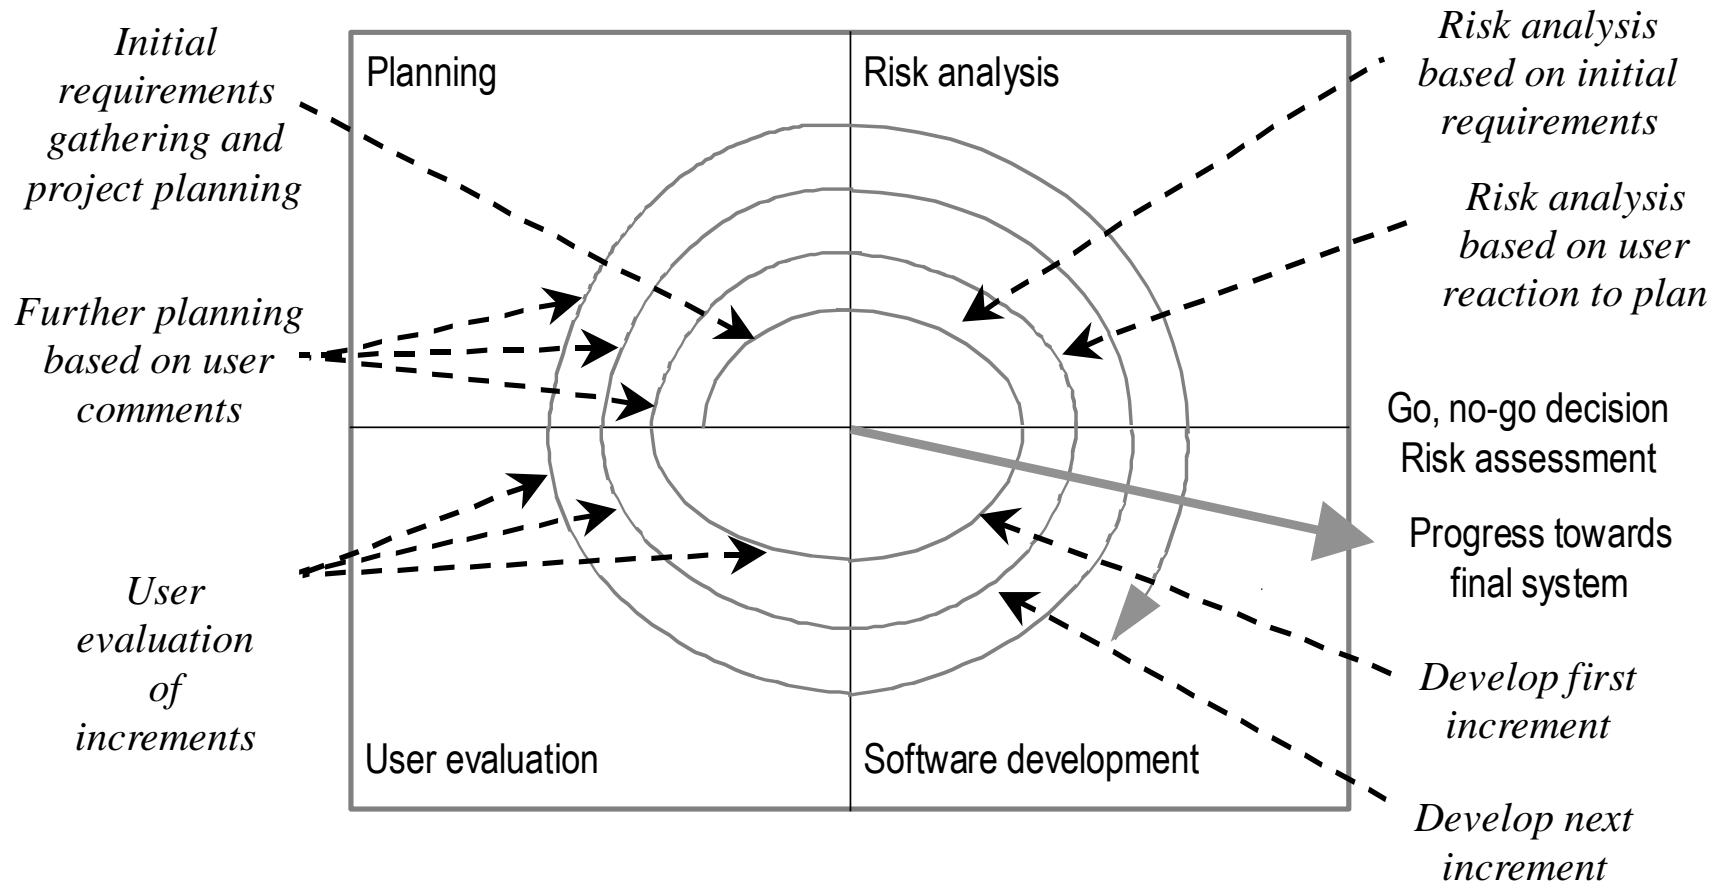 Initial
requirements
gathering and
project planning
Planning
Risk analysis
Risk analysis
based on initial
requirements
Risk analysis
based on user
reaction to plan
Further planning
based on user
comments
Go, no-go decision
Risk assessment
Progress towards
final system
User
evaluation
of
increments
User evaluation
Software development
Develop first
increment
Develop next
increment